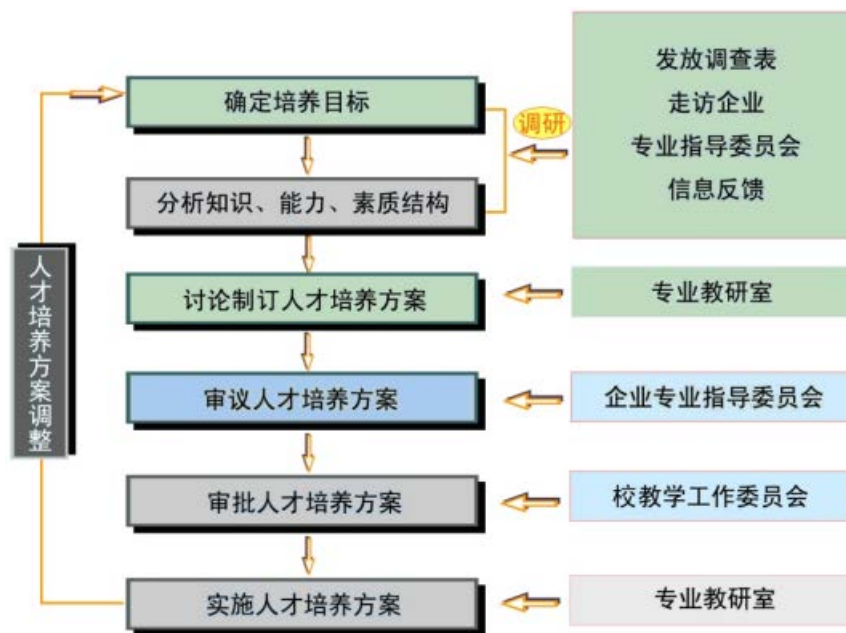 确定培养目标
调研
发放调查表
走访企业
专业指导委员会
信息反馈
分析知识、能力、素质结构
讨论制订人才培养方案
专业教研室
人才培养方案调整
审议人才培养方案
企业专业指导委员会
审批人才培养方案
校教学工作委员会
实施人才培养方案
专业教研室